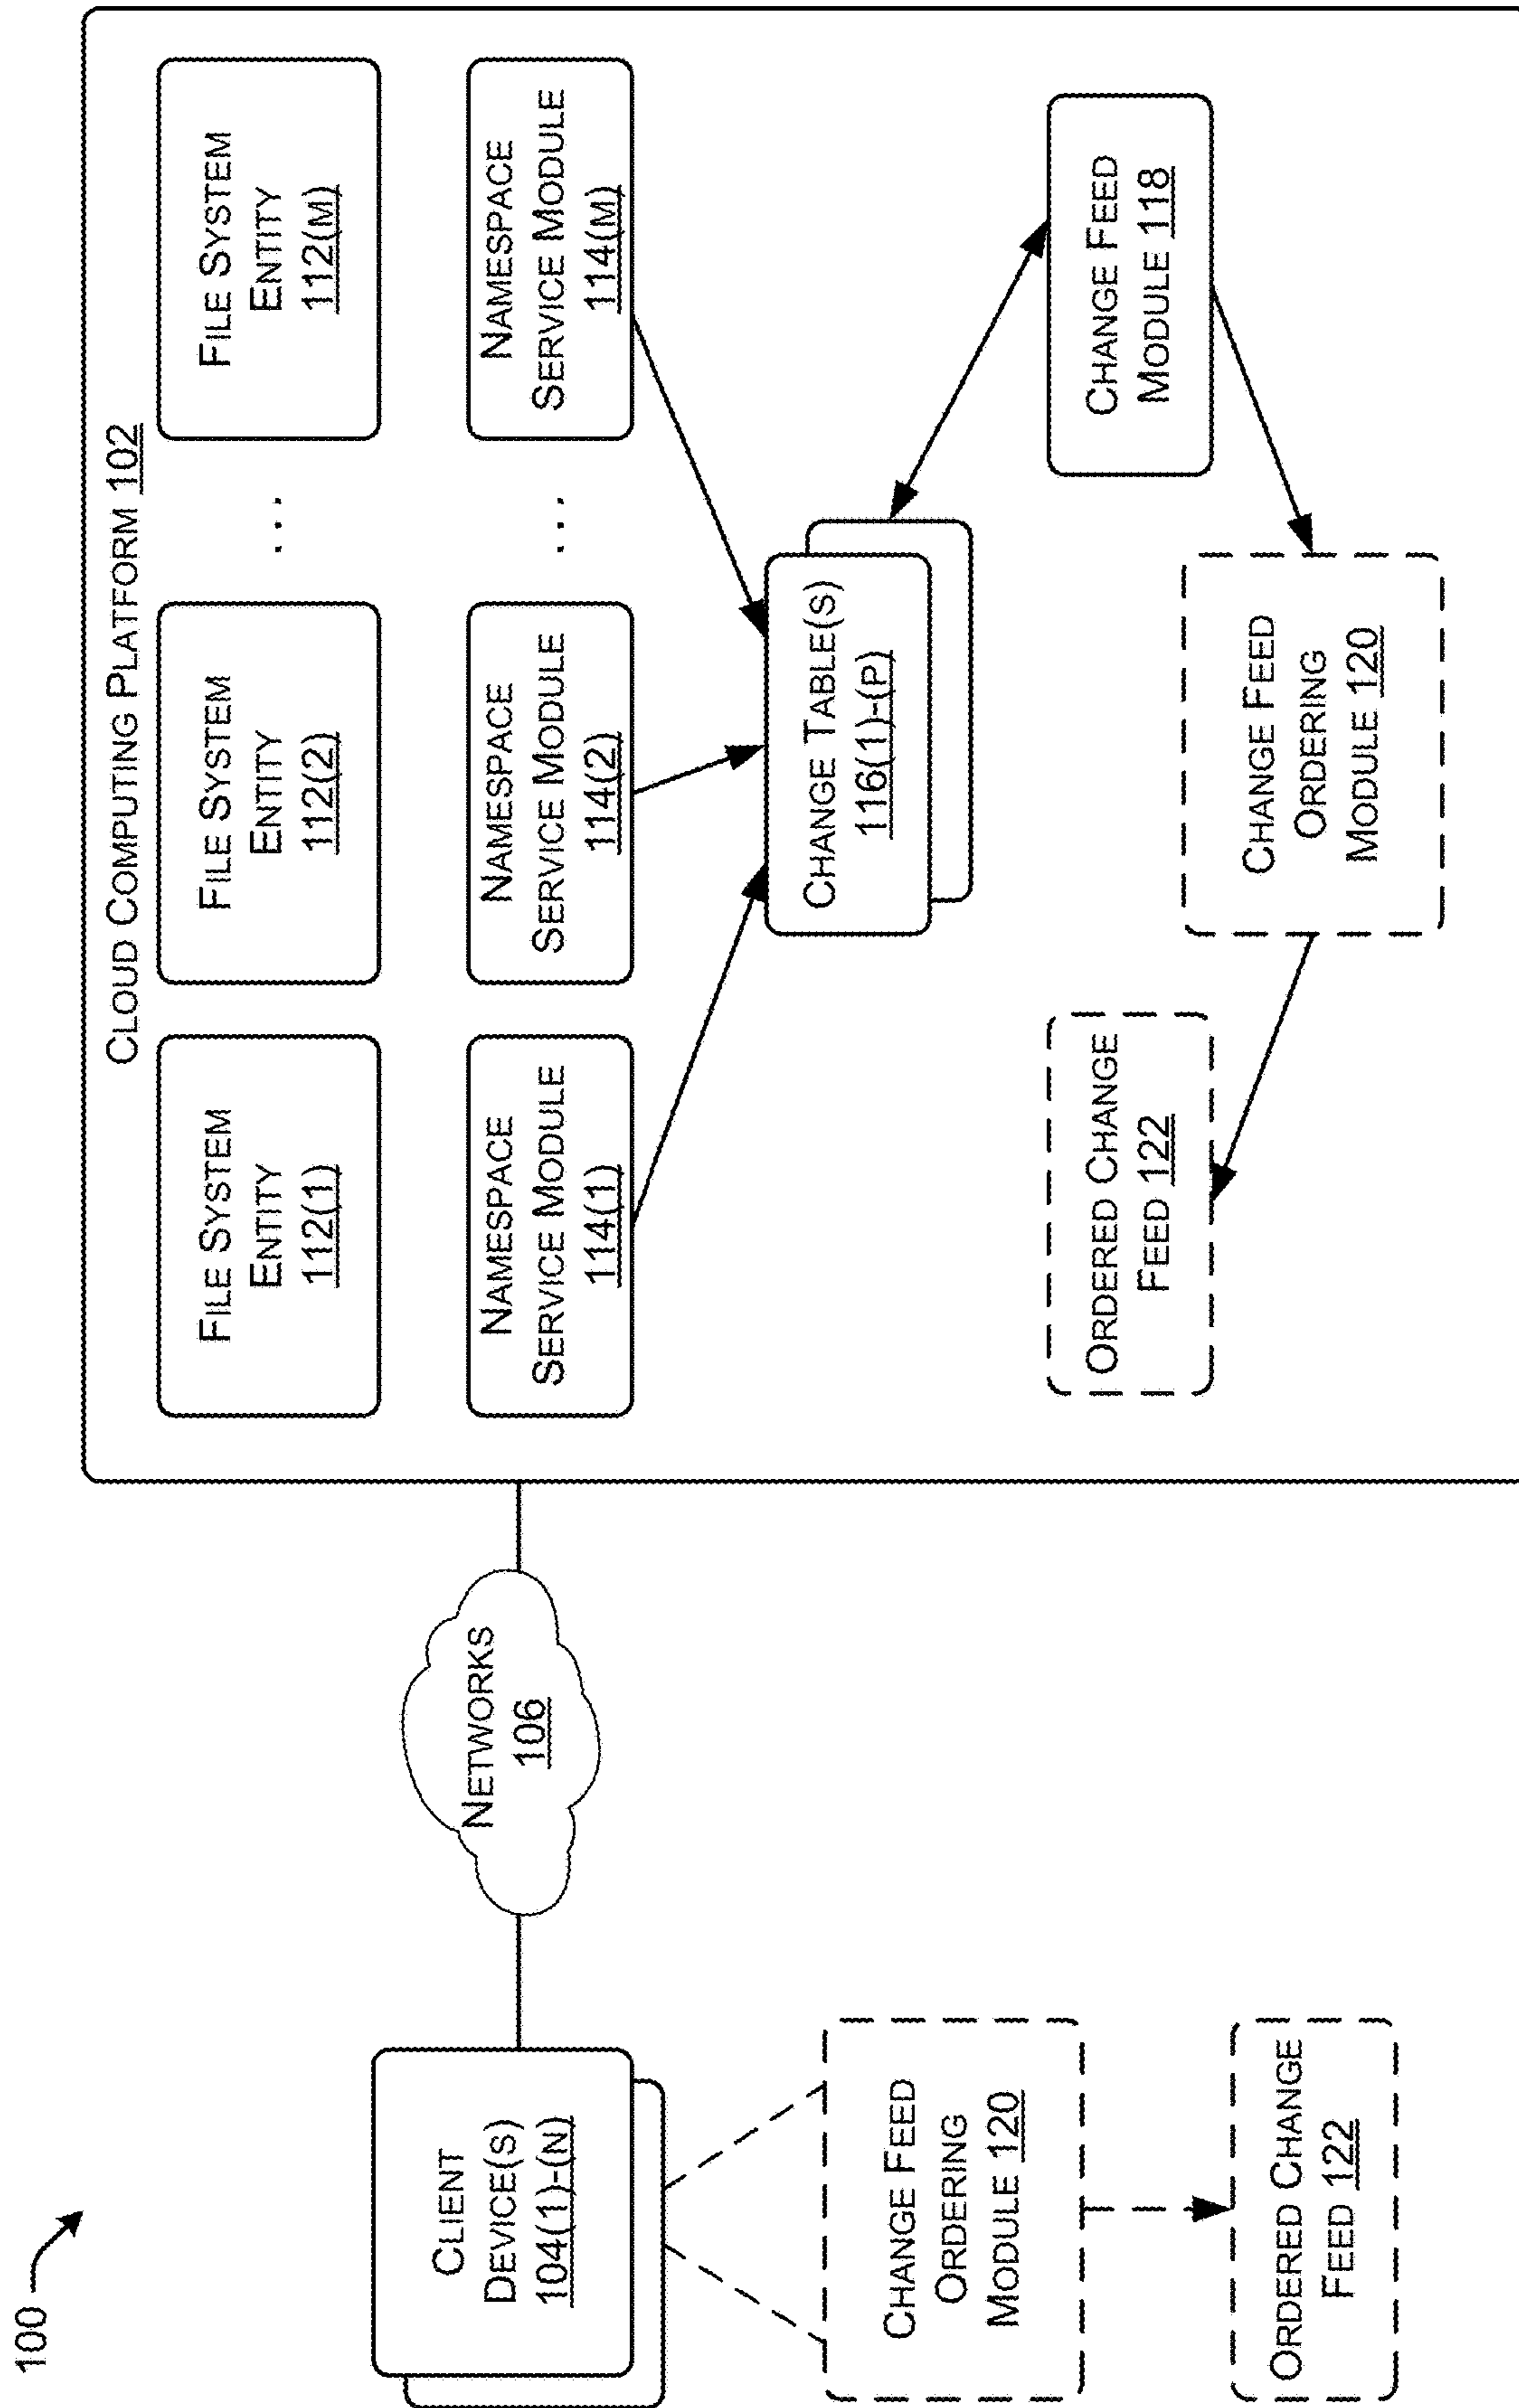 100
CLIENT
DEVICE(S)
104(1)-(N)
CHANGE FEED
ORDERING
MODULE 120
ORDERED CHANGE
FEED 122
NETWORKS
106
CLOUD COMPUTING PLATFORM 102
FILE SYSTEM
ENTITY
112(1)
FILE SYSTEM
ENTITY
112(2)
...
FILE SYSTEM
ENTITY
112(M)
NAMESPACE
SERVICE MODULE
114(1)
NAMESPACE
SERVICE MODULE
114(2)
...
NAMESPACE
SERVICE MODULE
114(M)
CHANGE TABLE(S)
116(1)-(P)
CHANGE FEED
MODULE 118
CHANGE FEED
ORDERING
MODULE 120
ORDERED CHANGE
FEED 122